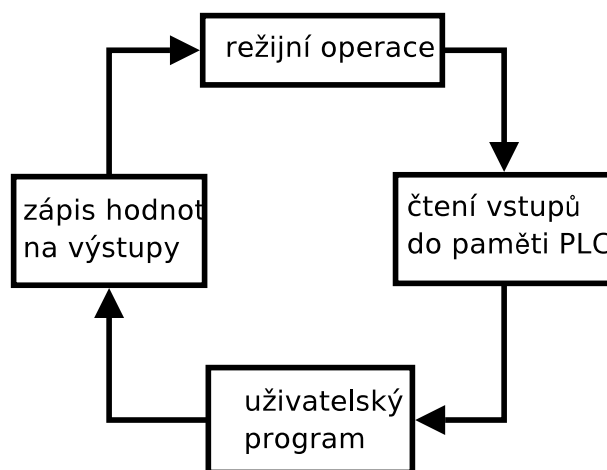 režijní operace
zápis hodnot
na výstupy
čtení vstupů
do paměti PLC
uživatelský
program